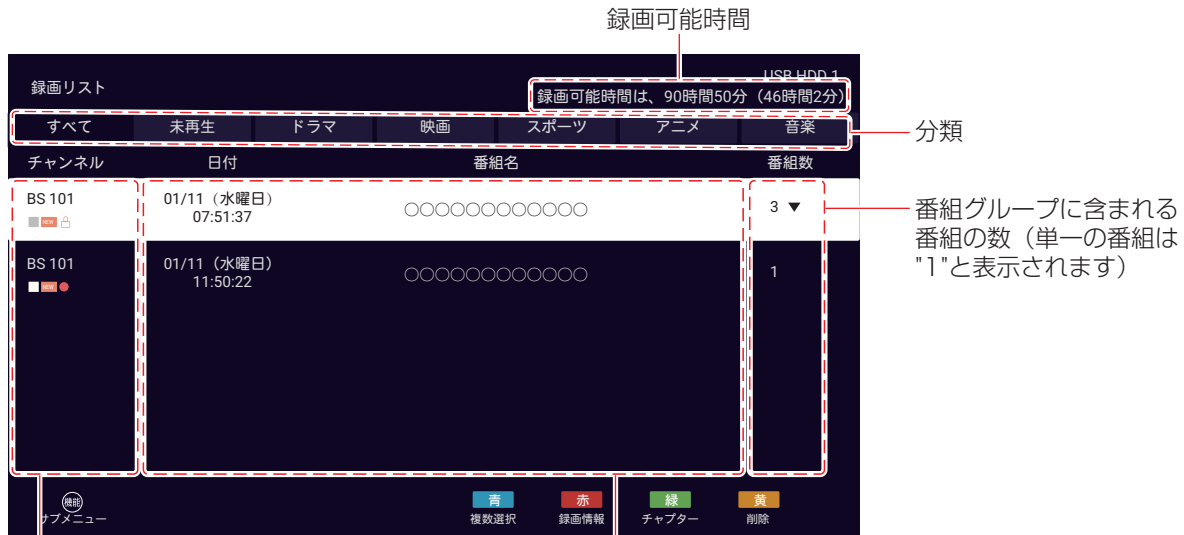 録画可能時間
USB HDD 1
録画リスト
録画可能時間は、90時間50分（46時間2分）
すべて 未再生 ドラマ 映画 スポーツ アニメ 音楽
分類
チャンネル 日付 番組名 番組数
BS 101 01/11（水曜日） ○○○○○○○○○○○○ 3 ▼
07:51:37
NEW
番組グループに含まれる
番組の数（単一の番組は
"1"と表示されます）
BS 101 01/11（水曜日） ○○○○○○○○○○○○ 1
11:50:22
NEW
機能 青 赤 緑 黄
サブメニュー 複数選択 録画情報 チャプター 削除